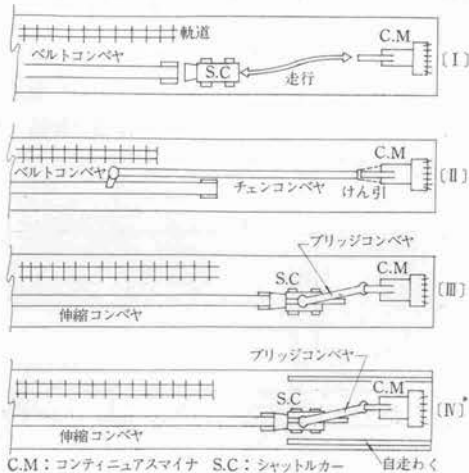 軌道
ベルトコンベヤ
C.M
S.C
走行
〔Ⅰ〕
C.M
ベルトコンベヤ
チェンコンベヤ
けん引
〔Ⅱ〕
ブリッジコンベヤ
S.C
C.M
伸縮コンベヤ
〔Ⅲ〕
ブリッジコンベヤ
C.M
S.C
伸縮コンベヤ
〔Ⅳ〕*
C.M：コンティニュアスマイナ S.C：シャットルカー 自走わく